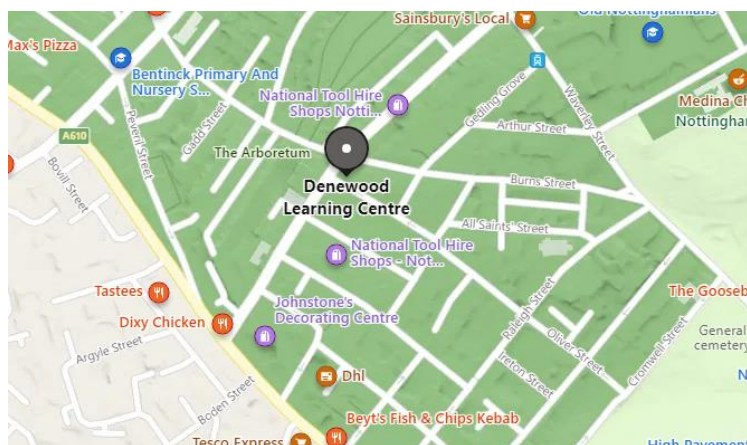 Sainsbury's Local
Old Nottinghamians
Max's Pizza
Bentinck Primary And
Nursery S...
National Tool Hire
Shops Notti...
Gedling Grove
Waverley Street
Medina Ch
Nottingham
A610
Peveril Street
Gadd Street
Arthur Street
The Arboretum
Bovill Street
Denewood
Learning Centre
Burns Street
All Saints' Street
National Tool Hire
Shops - Not...
Tastees
Johnstone's
Decorating Centre
Dixy Chicken
Raleigh Street
The Gooseb
General
cemetery
Argyle Street
Oliver Street
Ireton Street
Cromwell Street
Dhl
Boden Street
Beyt's Fish & Chips Kebab
Tesco Express
High Pavement